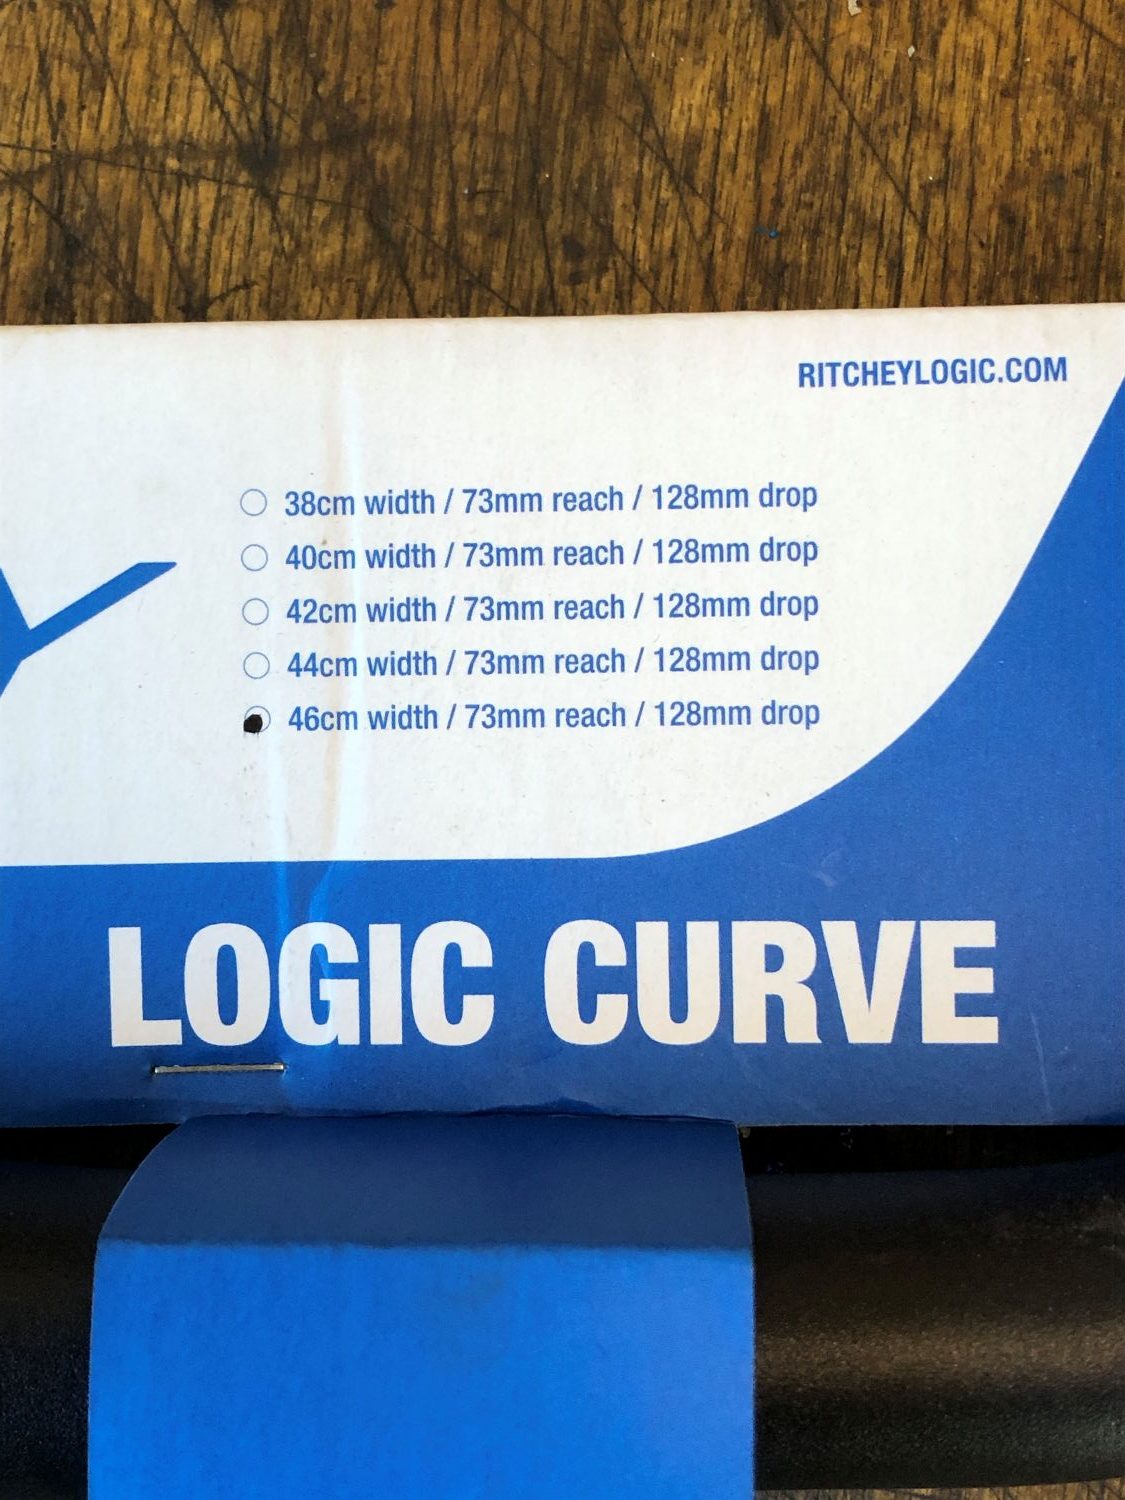 RITCHEYLOGIC.COM
38cm width / 73mm reach / 128mm drop
40cm width / 73mm reach / 128mm drop
42cm width / 73mm reach / 128mm drop
44cm width / 73mm reach / 128mm drop
46cm width / 73mm reach / 128mm drop
Y
LOGIC CURVE